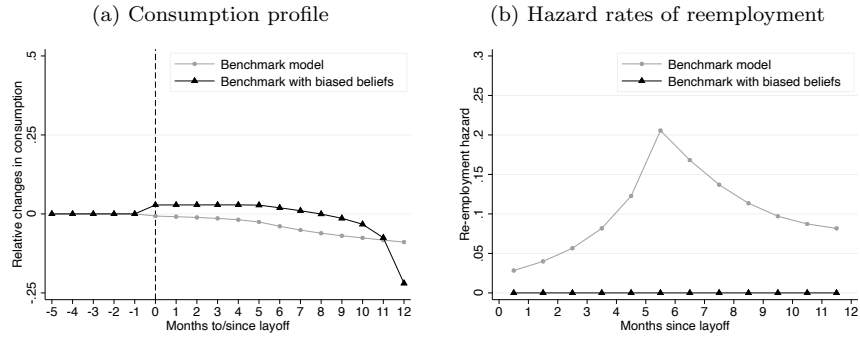 (a) Consumption profile
Relative changes in consumption
.5
.25
0
-.25
Benchmark model
Benchmark with biased beliefs
-5 -4 -3 -2 -1 0 1 2 3 4 5 6 7 8 9 10 11 12
Months to/since layoff
(b) Hazard rates of reemployment
Re-employment hazard
.3
.25
.2
.15
.1
.05
0
Benchmark model
Benchmark with biased beliefs
0 1 2 3 4 5 6 7 8 9 10 11 12
Months since layoff